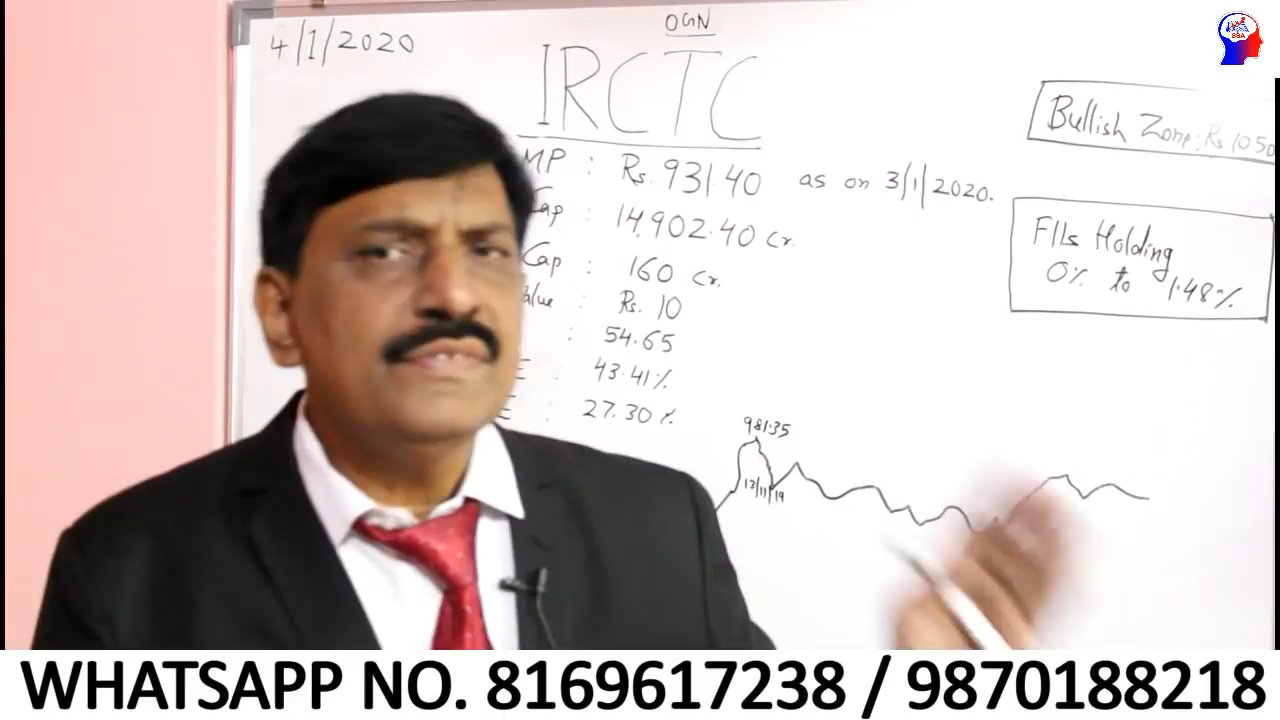 4/1/2020
OGN
IRCTC
MP : Rs. 931.40 as on 3/1/2020.
Cap : 14,902.40 Cr.
Cap : 160 Cr.
alue : Rs. 10
: 54.65
E : 43.41%
E : 27.30%
Bullish Zone: Rs 1050
FIIs Holding
0% to 1.48%
981.35
13/11/19
WHATSAPP NO. 8169617238 / 9870188218